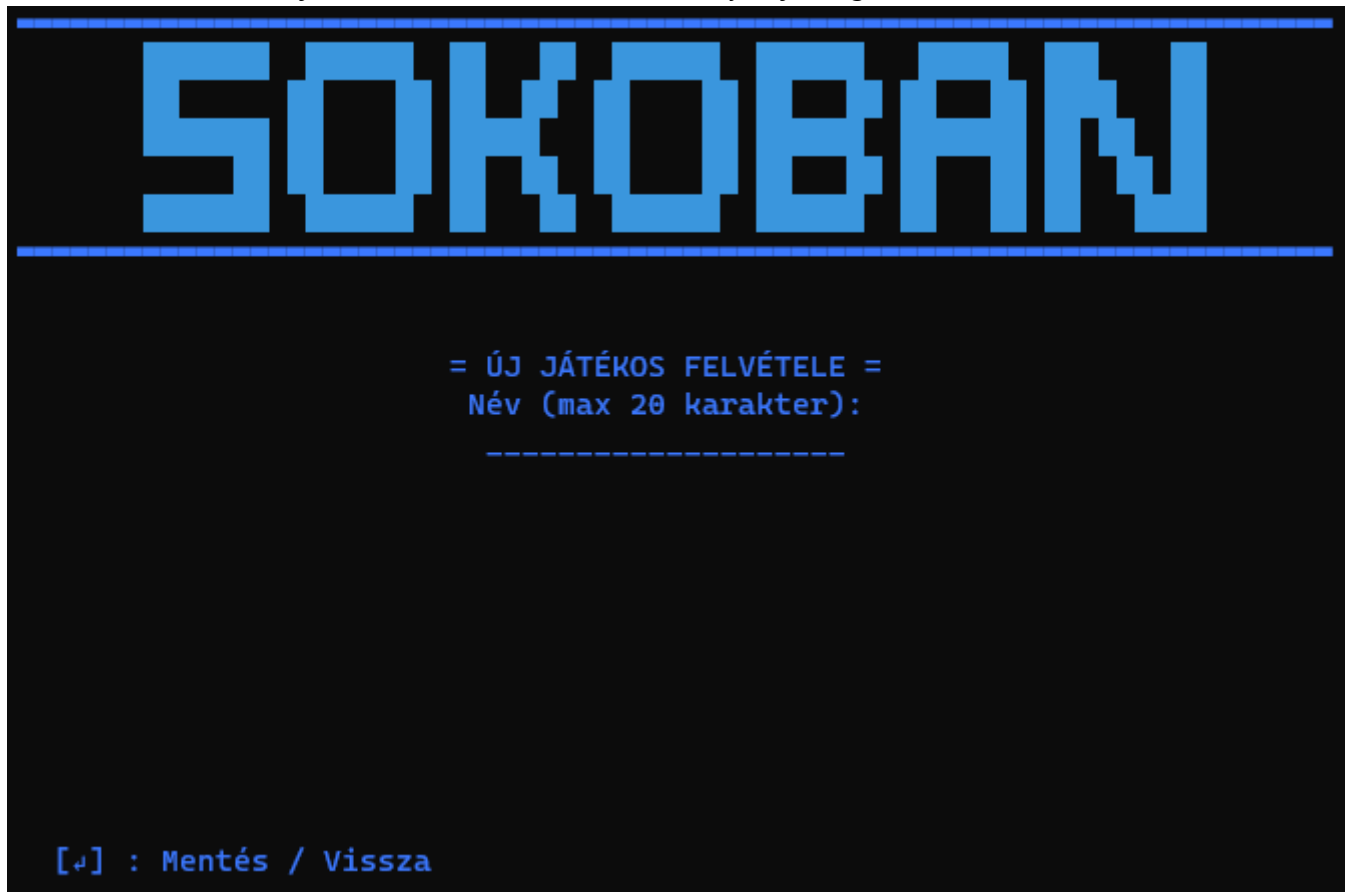 SOKOBAN
= ÚJ JÁTÉKOS FELVÉTELE =
Név (max 20 karakter):
____________________
[↲] : Mentés / Vissza